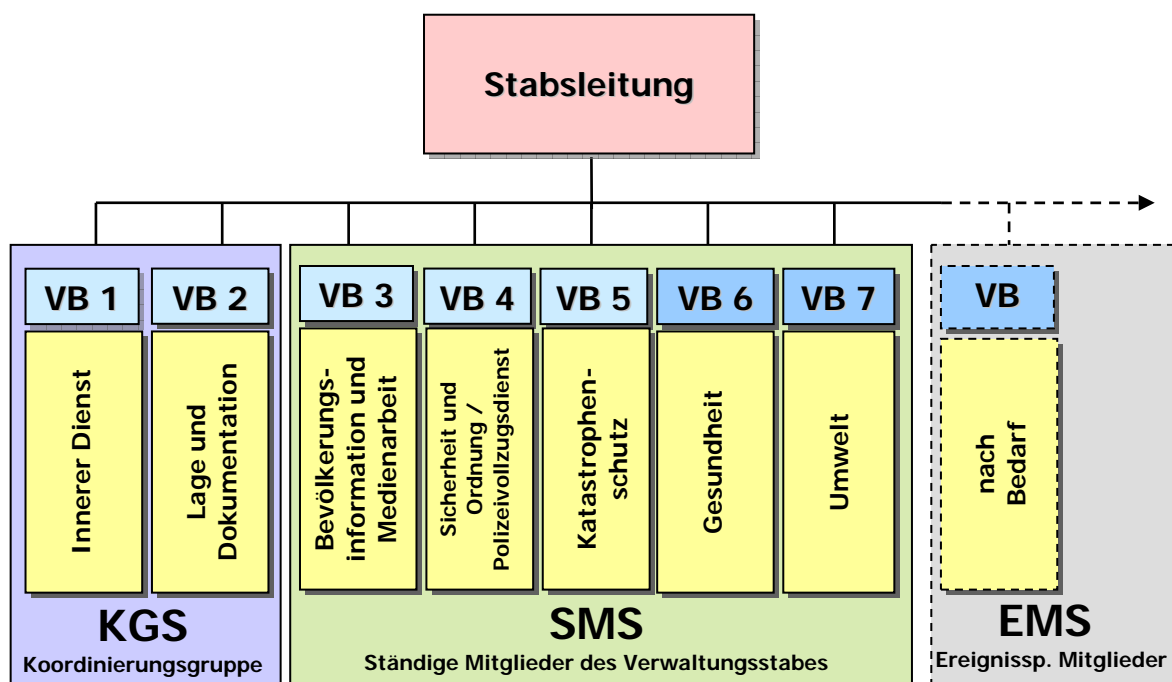 Stabsleitung
VB 1
VB 2
VB 3
VB 4
VB 5
VB 6
VB 7
VB
Innerer Dienst
Lage und
Dokumentation
Bevölkerungs-
information und
Medienarbeit
Sicherheit und
Ordnung /
Polizeivollzugsdienst
Katastrophen-
schutz
Gesundheit
Umwelt
nach
Bedarf
KGS
Koordinierungsgruppe
SMS
Ständige Mitglieder des Verwaltungsstabes
EMS
Ereignissp. Mitglieder